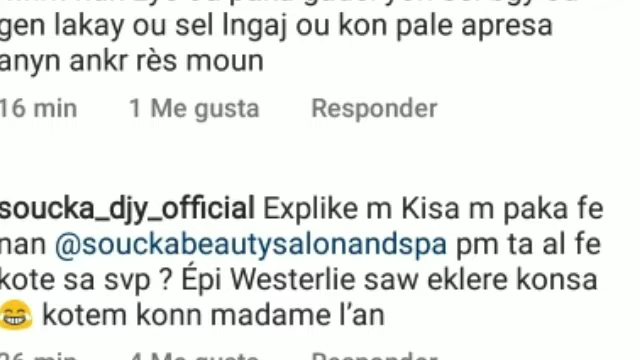 gen lakay ou sel lngaj ou kon pale apresa
anyn ankr rès moun
16 min 1 Me gusta Responder
soucka_djy_official Explike m Kisa m paka fe
nan @souckabeautysalonandspa pm ta al fe
kote sa svp ? Épi Westerlie saw eklere konsa
😂 kotem konn madame l’an